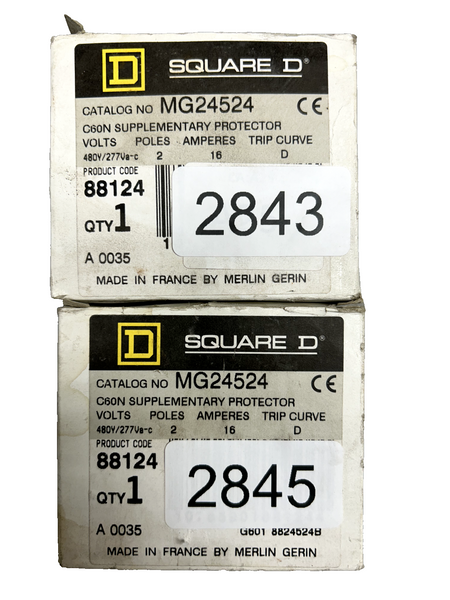 D SQUARE D®
CATALOG NO MG24524 CE
C60N SUPPLEMENTARY PROTECTOR
VOLTS POLES AMPERES TRIP CURVE
480Y/277Va-c 2 16 D
PRODUCT CODE
88124
2843
QTY 1
1
A 0035
MADE IN FRANCE BY MERLIN GERIN
D SQUARE D®
CATALOG NO MG24524 CE
C60N SUPPLEMENTARY PROTECTOR
VOLTS POLES AMPERES TRIP CURVE
480Y/277Va-c 2 16 D
PRODUCT CODE
88124
2845
QTY 1
A 0035 G601 8824524B
MADE IN FRANCE BY MERLIN GERIN